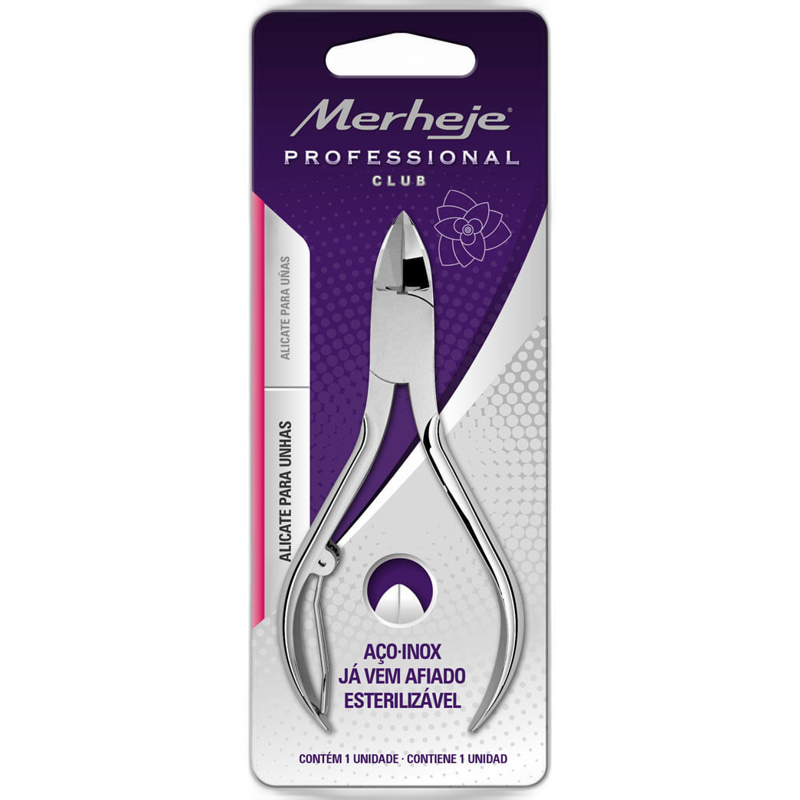 Merheje®
PROFESSIONAL
CLUB
ALICATE PARA UÑAS
ALICATE PARA UNHAS
AÇO·INOX
JÁ VEM AFIADO
ESTERILIZÁVEL
CONTÉM 1 UNIDADE · CONTIENE 1 UNIDAD